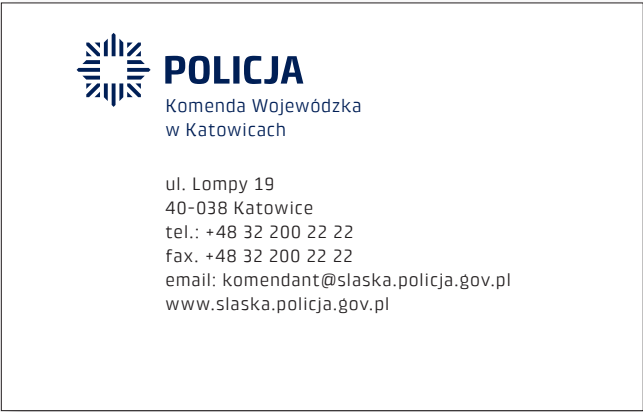 POLICJA
Komenda Wojewódzka
w Katowicach
ul. Lompy 19
40-038 Katowice
tel.: +48 32 200 22 22
fax. +48 32 200 22 22
email: komendant@slaska.policja.gov.pl
www.slaska.policja.gov.pl